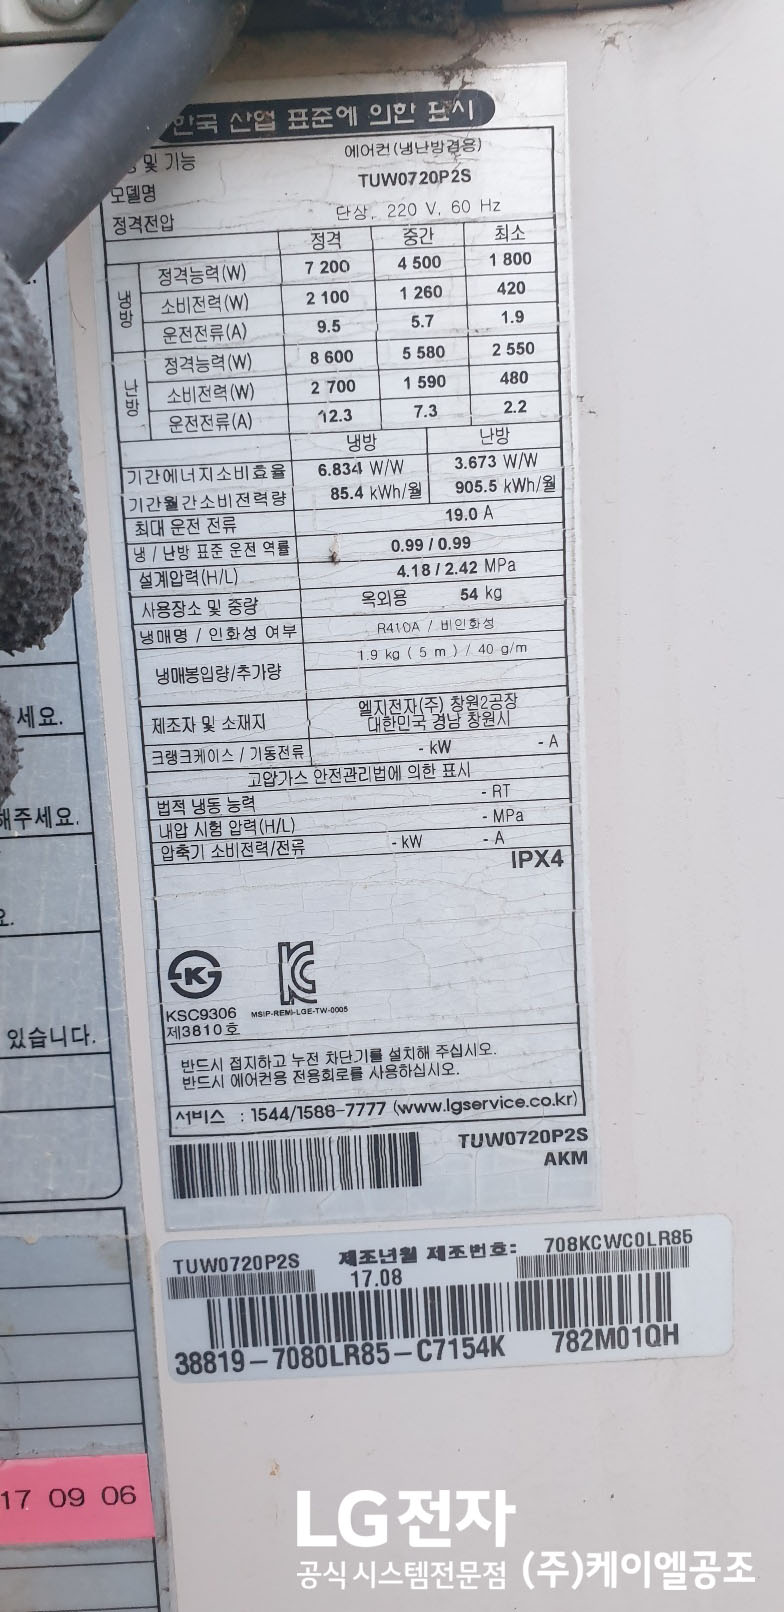 한국 산업 표준에 의한 표시
및 기능 에어컨(냉난방겸용)
모델명 TUW0720P2S
정격전압 단상, 220 V, 60 Hz
정격 중간 최소
냉방
정격능력(W) 7 200 4 500 1 800
소비전력(W) 2 100 1 260 420
운전전류(A) 9.5 5.7 1.9
난방
정격능력(W) 8 600 5 580 2 550
소비전력(W) 2 700 1 590 480
운전전류(A) 12.3 7.3 2.2
냉방 난방
기간에너지소비효율 6.834 W/W 3.673 W/W
기간월간소비전력량 85.4 kWh/월 905.5 kWh/월
최대 운전 전류 19.0 A
냉 / 난방 표준 운전 역률 0.99 / 0.99
설계압력(H/L) 4.18 / 2.42 MPa
사용장소 및 중량 옥외용 54 kg
냉매명 / 인화성 여부 R410A / 비인화성
냉매봉입량/추가량 1.9 kg ( 5 m ) / 40 g/m
제조자 및 소재지 엘지전자(주) 창원2공장
대한민국 경남 창원시
크랭크케이스 / 기동전류 - kW - A
고압가스 안전관리법에 의한 표시
법적 냉동 능력 - RT
내압 시험 압력(H/L) - MPa
압축기 소비전력/전류 - kW - A
IPX4
KSC9306
제3810호
MSIP-REMI-LGE-TW-0005
반드시 접지하고 누전 차단기를 설치해 주십시오.
반드시 에어컨용 전용회로를 사용하십시오.
서비스 : 1544/1588-7777 (www.lgservice.co.kr)
TUW0720P2S
AKM
TUW0720P2S 제조년월 제조번호: 708KCWC0LR85
17.08
38819-7080LR85-C7154K 782M01QH
세요.
해주세요.
요.
있습니다.
17 09 06
LG전자
공식 시스템전문점 (주)케이엘공조